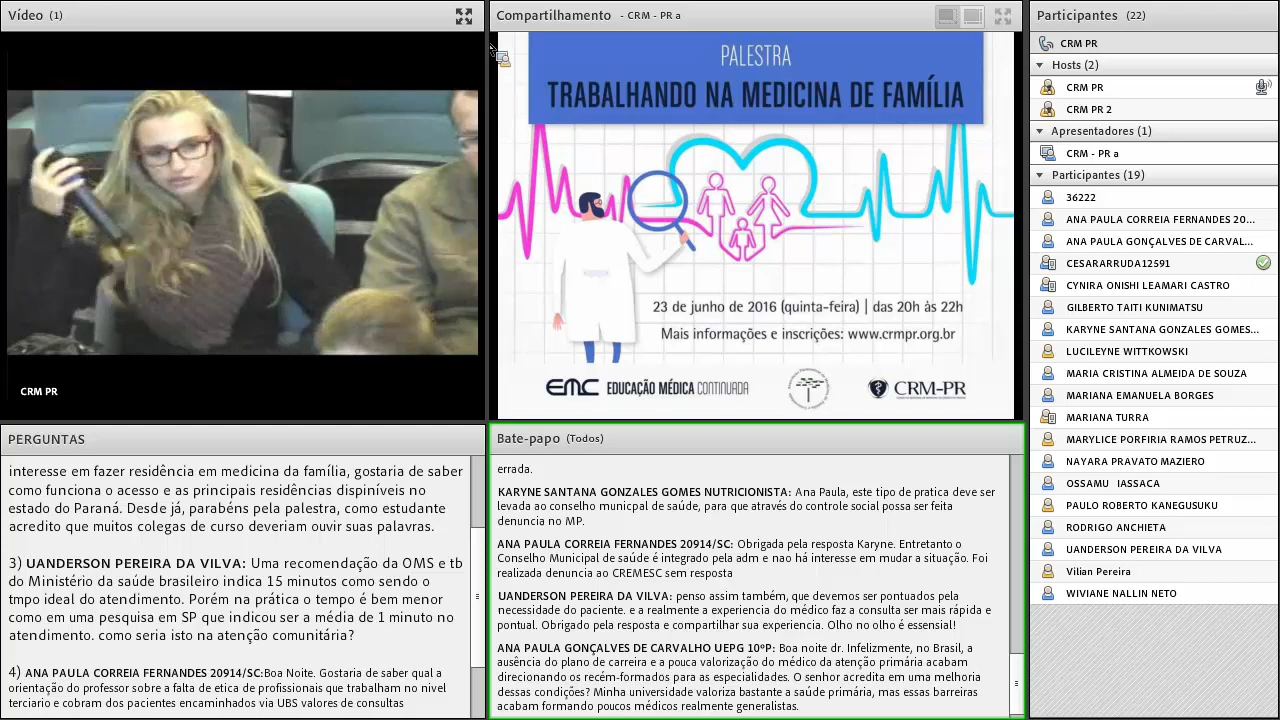 Vídeo (1)
CRM PR
Compartilhamento - CRM - PR a
PALESTRA
TRABALHANDO NA MEDICINA DE FAMÍLIA
23 de junho de 2016 (quinta-feira) | das 20h às 22h
Mais informações e inscrições: www.crmpr.org.br
EMC EDUCAÇÃO MÉDICA CONTINUADA
CRM-PR
Participantes (22)
CRM PR
Hosts (2)
CRM PR
CRM PR 2
Apresentadores (1)
CRM - PR a
Participantes (19)
36222
ANA PAULA CORREIA FERNANDES 20...
ANA PAULA GONÇALVES DE CARVAL...
CESARARRUDA12591
CYNIRA ONISHI LEAMARI CASTRO
GILBERTO TAITI KUNIMATSU
KARYNE SANTANA GONZALES GOMES...
LUCILEYNE WITTKOWSKI
MARIA CRISTINA ALMEIDA DE SOUZA
MARIANA EMANUELA BORGES
MARIANA TURRA
MARYLICE PORFIRIA RAMOS PETRUZ...
NAYARA PRAVATO MAZIERO
OSSAMU IASSACA
PAULO ROBERTO KANEGUSUKU
RODRIGO ANCHIETA
UANDERSON PEREIRA DA VILVA
Vilian Pereira
WIVIANE NALLIN NETO
PERGUNTAS
interesse em fazer residência em medicina da família, gostaria de saber
como funciona o acesso e as principais residências dispiníveis no
estado do Paraná. Desde já, parabéns pela palestra, como estudante
acredito que muitos colegas de curso deveriam ouvir suas palavras.
3) UANDERSON PEREIRA DA VILVA: Uma recomendação da OMS e tb
do Ministério da saúde brasileiro indica 15 minutos como sendo o
tmpo ideal do atendimento. Porém na prática o tempo é bem menor
como em uma pesquisa em SP que indicou ser a média de 1 minuto no
atendimento. como seria isto na atenção comunitária?
4) ANA PAULA CORREIA FERNANDES 20914/SC:Boa Noite. Gostaria de saber qual a
orientação do professor sobre a falta de etica de profissionais que trabalham no nivel
terciario e cobram dos pacientes encaminhados via UBS valores de consultas
Bate-papo (Todos)
errada.
KARYNE SANTANA GONZALES GOMES NUTRICIONISTA: Ana Paula, este tipo de pratica deve ser
levada ao conselho municpal de saúde, para que através do controle social possa ser feita
denuncia no MP.
ANA PAULA CORREIA FERNANDES 20914/SC: Obrigada pela resposta Karyne. Entretanto o
Conselho Municipal de saúde é integrado pela adm e nao há interesse em mudar a situação. Foi
realizada denuncia ao CREMESC sem resposta
UANDERSON PEREIRA DA VILVA: penso assim também, que devemos ser pontuados pela
necessidade do paciente. e a realmente a experiencia do médico faz a consulta ser mais rápida e
pontual. Obrigado pela resposta e compartilhar sua experiencia. Olho no olho é essensial!
ANA PAULA GONÇALVES DE CARVALHO UEPG 10ºP: Boa noite dr. Infelizmente, no Brasil, a
ausência do plano de carreira e a pouca valorização do médico da atenção primária acabam
direcionando os recém-formados para as especialidades. O senhor acredita em uma melhoria
dessas condições? Minha universidade valoriza bastante a saúde primária, mas essas barreiras
acabam formando poucos médicos realmente generalistas.